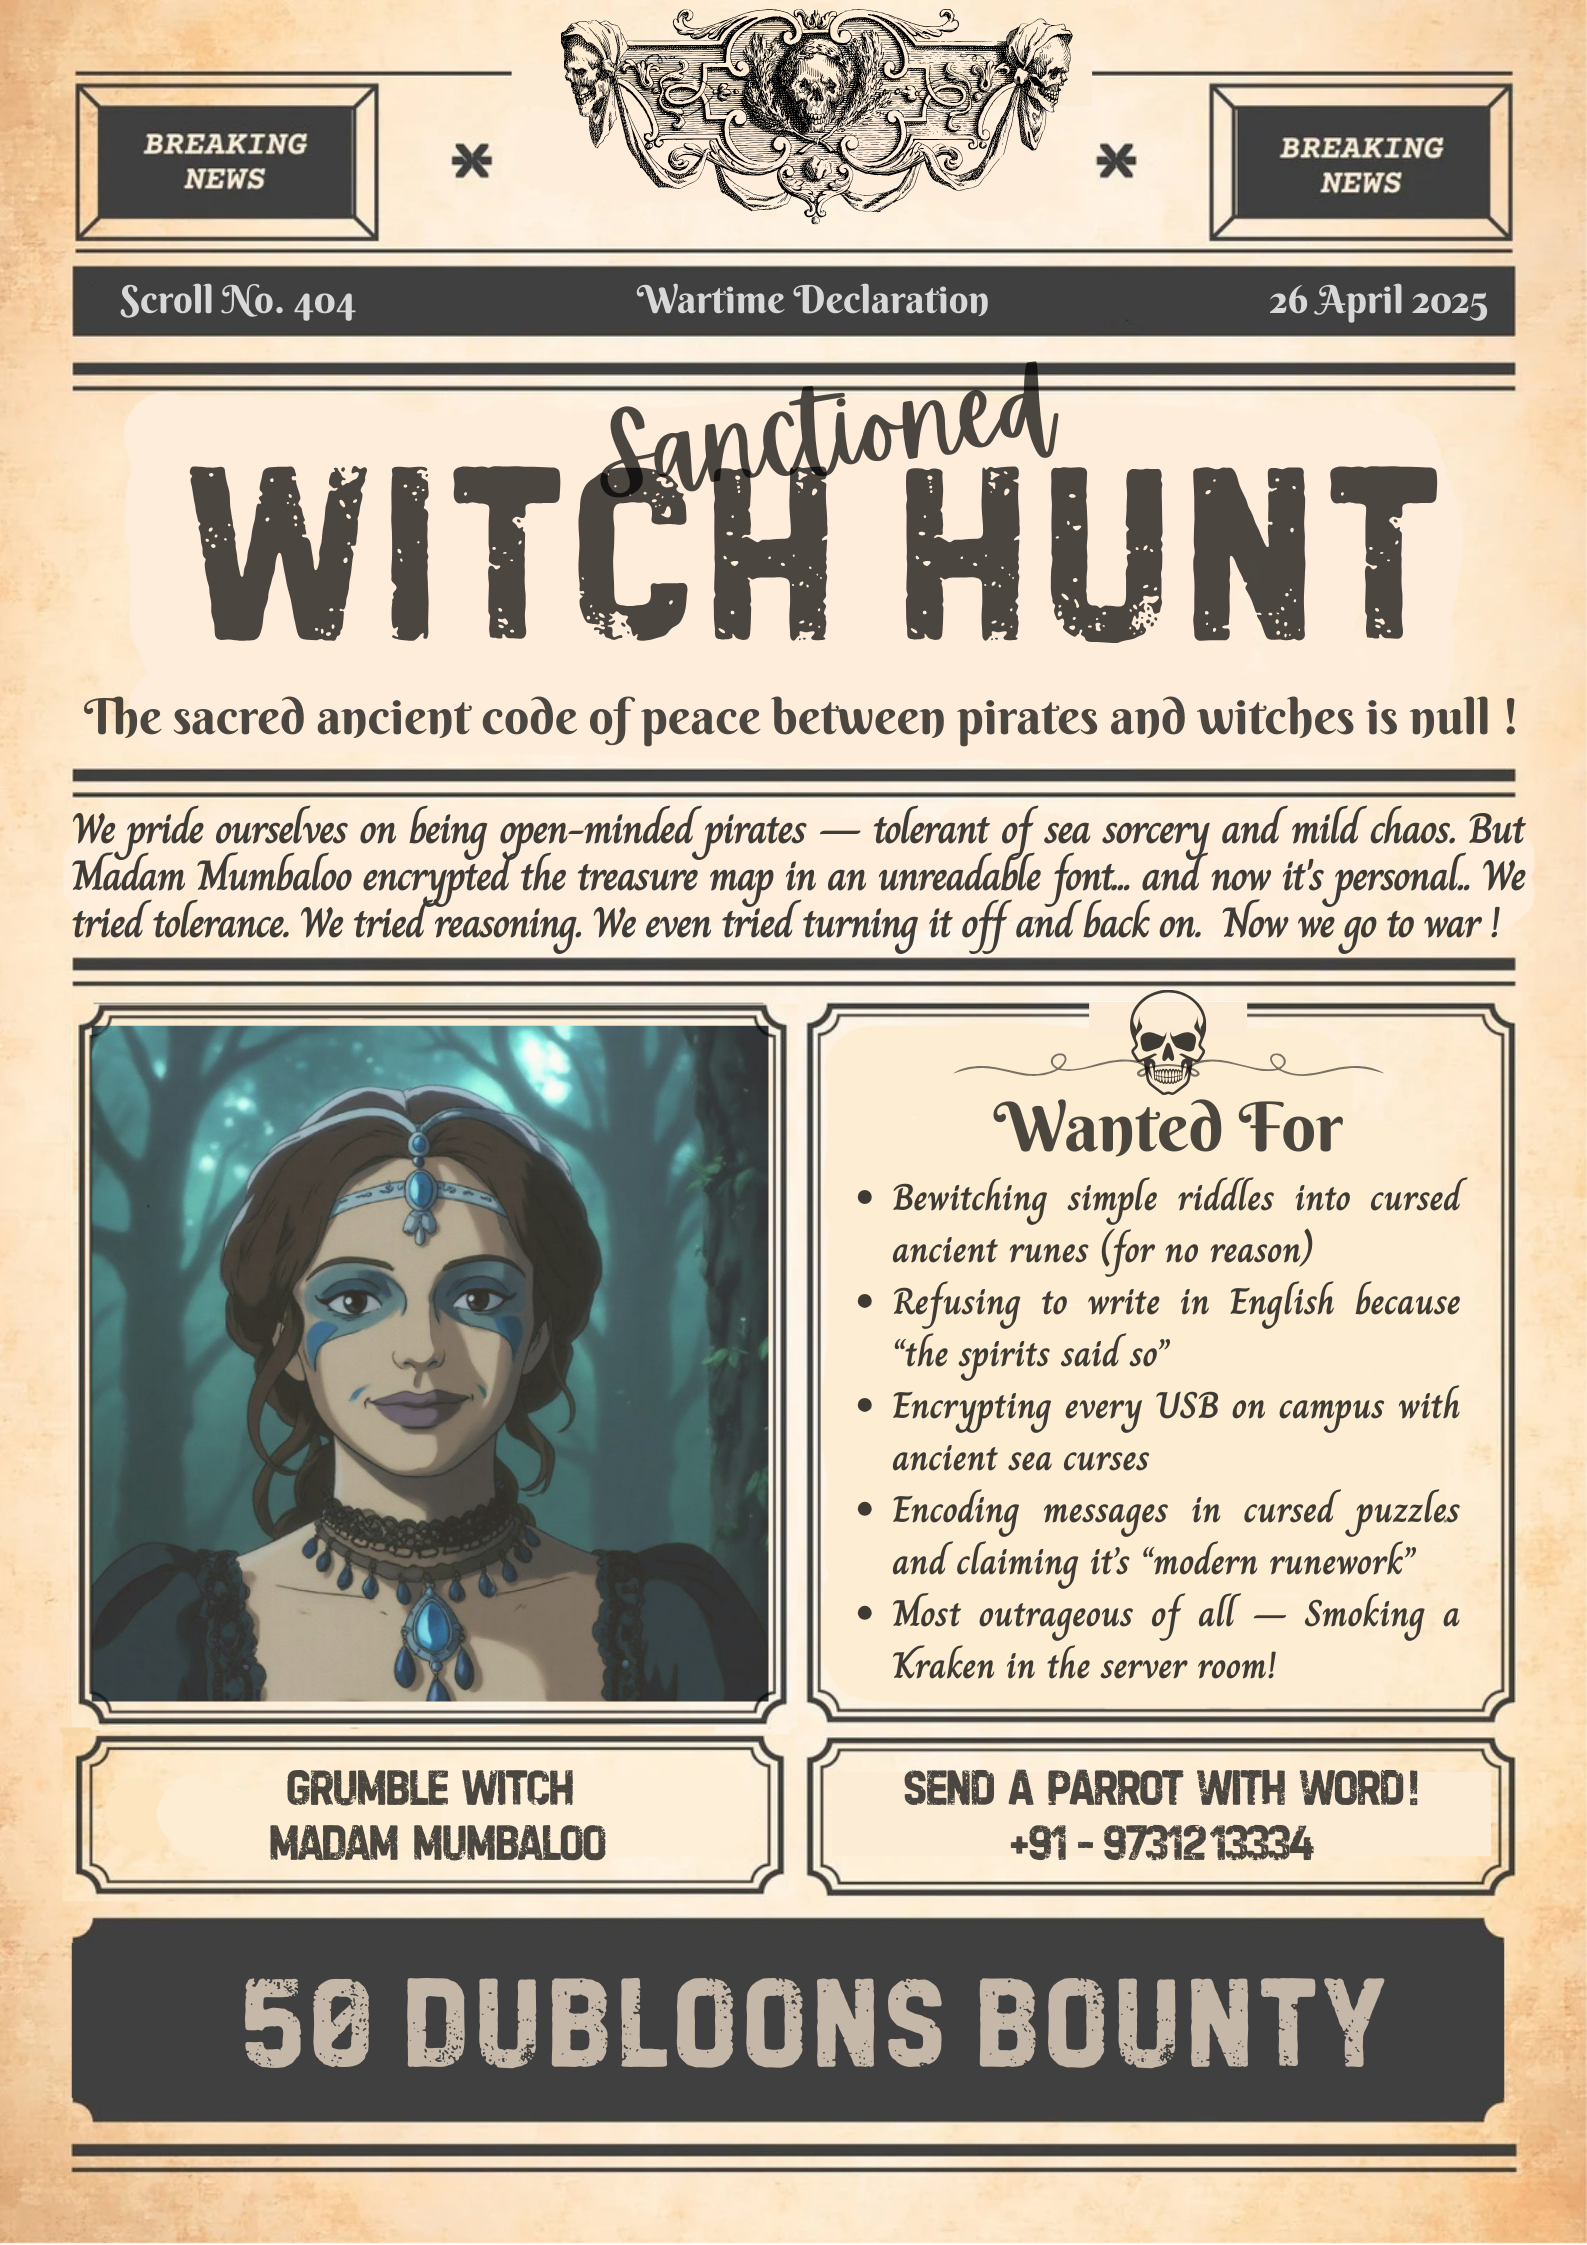 BREAKING
NEWS
BREAKING
NEWS
Scroll No. 404
Wartime Declaration
26 April 2025
Sanctioned
WITCH HUNT
The sacred ancient code of peace between pirates and witches is null !
We pride ourselves on being open-minded pirates — tolerant of sea sorcery and mild chaos. But
Madam Mumbaloo encrypted the treasure map in an unreadable font... and now it's personal.. We
tried tolerance. We tried reasoning. We even tried turning it off and back on. Now we go to war !
Wanted For
• Bewitching simple riddles into cursed
ancient runes (for no reason)
• Refusing to write in English because
“the spirits said so”
• Encrypting every USB on campus with
ancient sea curses
• Encoding messages in cursed puzzles
and claiming it’s “modern runework”
• Most outrageous of all — Smoking a
Kraken in the server room!
GRUMBLE WITCH
MADAM MUMBALOO
SEND A PARROT WITH WORD!
+91 - 9731213334
50 DUBLOONS BOUNTY